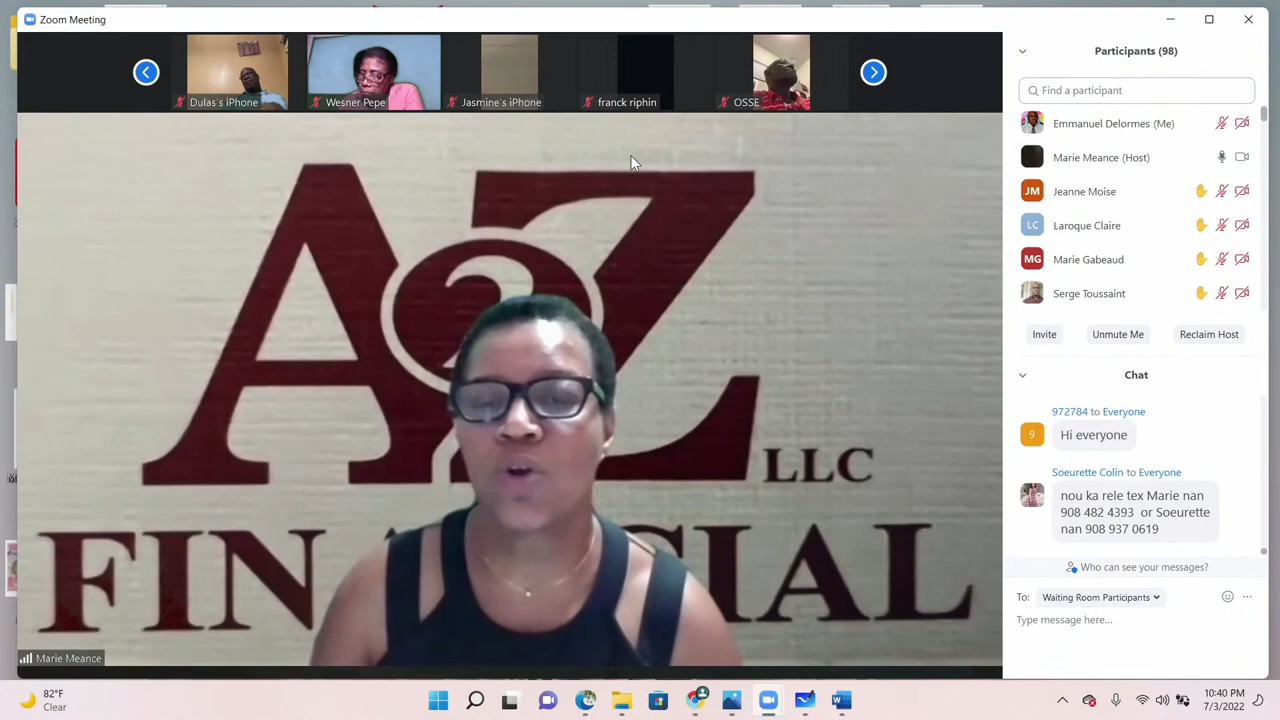 Zoom Meeting
Dulas's iPhone
Wesner Pepe
Jasmine's iPhone
franck riphin
OSSE
A2Z
LLC
Marie Meance
Participants (98)
Find a participant
Emmanuel Delormes (Me)
Marie Meance (Host)
JM Jeanne Moise
LC Laroque Claire
MG Marie Gabeaud
Serge Toussaint
Invite Unmute Me Reclaim Host
Chat
972784 to Everyone
9 Hi everyone
Soeurette Colin to Everyone
nou ka rele tex Marie nan
908 482 4393 or Soeurette
nan 908 937 0619
Who can see your messages?
To: Waiting Room Participants
Type message here...
82°F
Clear
10:40 PM
7/3/2022